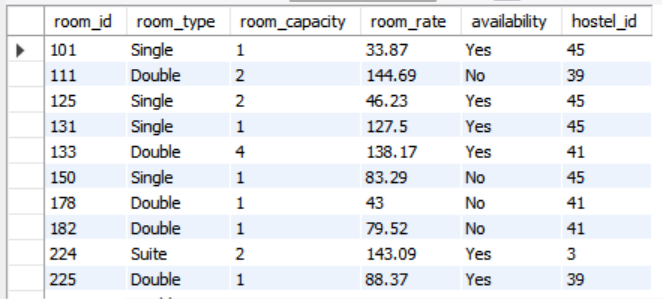 room_id room_type room_capacity room_rate availability hostel_id
101 Single 1 33.87 Yes 45
111 Double 2 144.69 No 39
125 Single 2 46.23 Yes 45
131 Single 1 127.5 Yes 45
133 Double 4 138.17 Yes 41
150 Single 1 83.29 No 45
178 Double 1 43 No 41
182 Double 1 79.52 No 41
224 Suite 2 143.09 Yes 3
225 Double 1 88.37 Yes 39